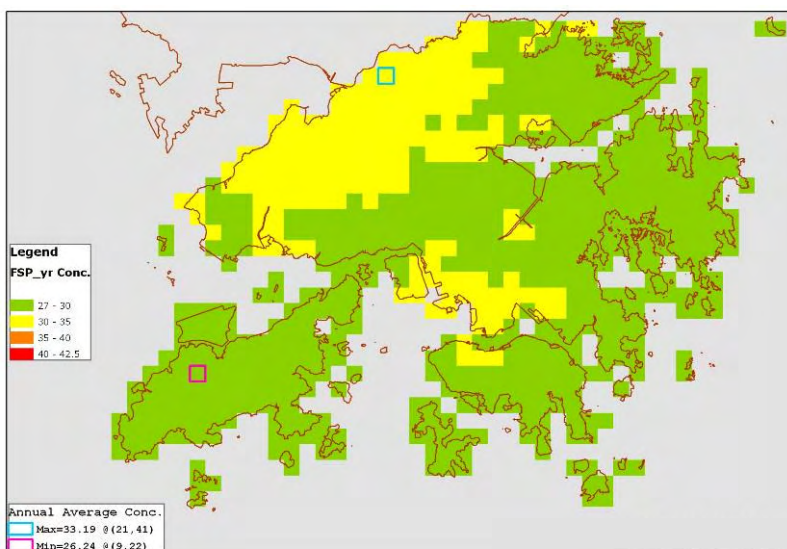 Legend
FSP_yr Conc.
27 - 30
30 - 35
35 - 40
40 - 42.5
Annual Average Conc.
Max=33.19 @(21,41)
Min=26.24 @(9,22)